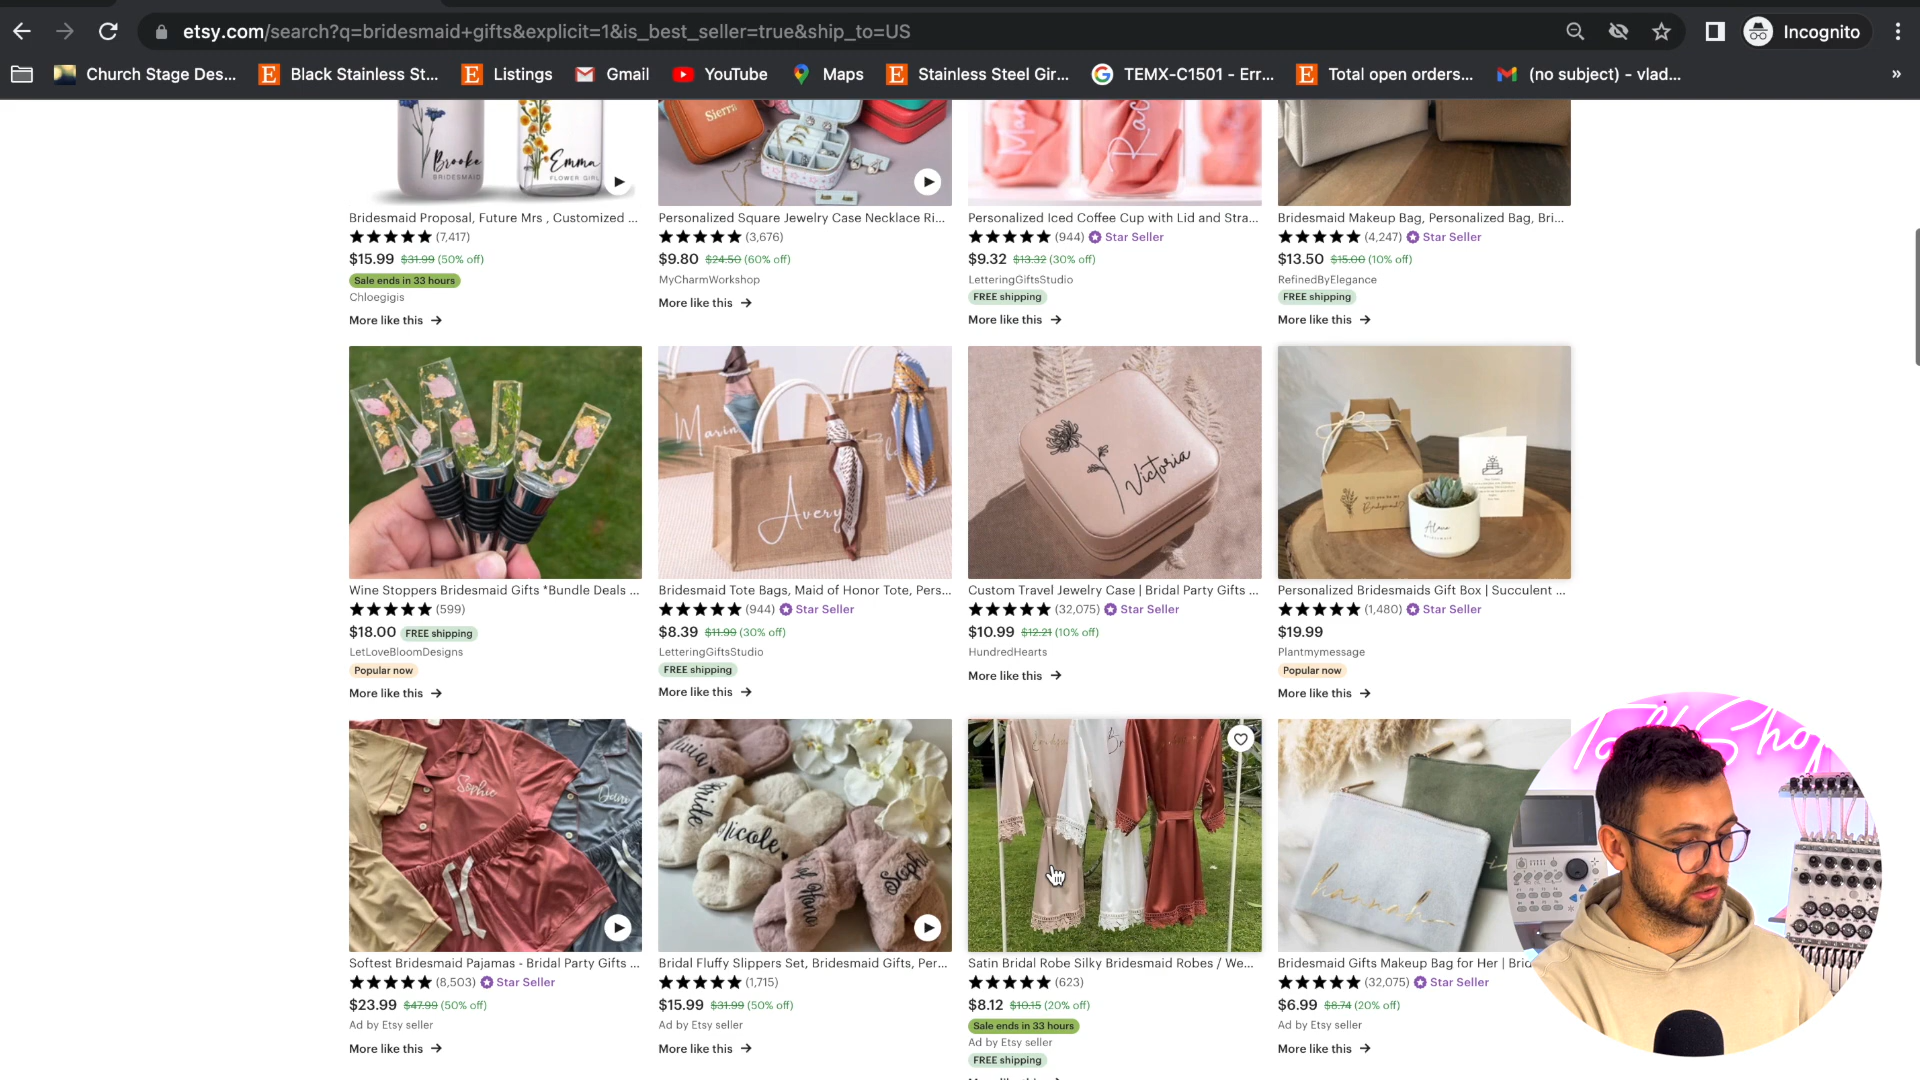 etsy.com/search?q=bridesmaid+gifts&explicit=1&is_best_seller=true&ship_to=US
Incognito
Church Stage Des...
Black Stainless St...
Listings
Gmail
YouTube
Maps
Stainless Steel Gir...
TEMX-C1501 - Err...
Total open orders...
(no subject) - vlad...
»
Brooke
BRIDESMAID
Emma
FLOWER GIRL
Sierra
Bridesmaid Proposal, Future Mrs , Customized ...
(7,417)
$15.99 $31.99 (50% off)
Sale ends in 33 hours
Chloegigis
More like this →
Personalized Square Jewelry Case Necklace Ri...
(3,676)
$9.80 $24.50 (60% off)
MyCharmWorkshop
More like this →
Personalized Iced Coffee Cup with Lid and Stra...
(944) Star Seller
$9.32 $13.32 (30% off)
LetteringGiftsStudio
FREE shipping
More like this →
Bridesmaid Makeup Bag, Personalized Bag, Bri...
(4,247) Star Seller
$13.50 $15.00 (10% off)
RefinedByElegance
FREE shipping
More like this →
Avery
Victoria
Wine Stoppers Bridesmaid Gifts *Bundle Deals ...
(599)
$18.00 FREE shipping
LetLoveBloomDesigns
Popular now
More like this →
Bridesmaid Tote Bags, Maid of Honor Tote, Pers...
(944) Star Seller
$8.39 $11.99 (30% off)
LetteringGiftsStudio
FREE shipping
More like this →
Custom Travel Jewelry Case | Bridal Party Gifts ...
(32,075) Star Seller
$10.99 $12.21 (10% off)
HundredHearts
More like this →
Personalized Bridesmaids Gift Box | Succulent ...
(1,480) Star Seller
$19.99
Plantmymessage
Popular now
More like this →
Sophie
Bride
Nicole
hannah
Softest Bridesmaid Pajamas - Bridal Party Gifts ...
(8,503) Star Seller
$23.99 $47.99 (50% off)
Ad by Etsy seller
More like this →
Bridal Fluffy Slippers Set, Bridesmaid Gifts, Per...
(1,715)
$15.99 $31.99 (50% off)
Ad by Etsy seller
More like this →
Satin Bridal Robe Silky Bridesmaid Robes / We...
(623)
$8.12 $10.15 (20% off)
Sale ends in 33 hours
Ad by Etsy seller
FREE shipping
Bridesmaid Gifts Makeup Bag for Her | Brid
(32,075) Star Seller
$6.99 $8.74 (20% off)
Ad by Etsy seller
More like this →